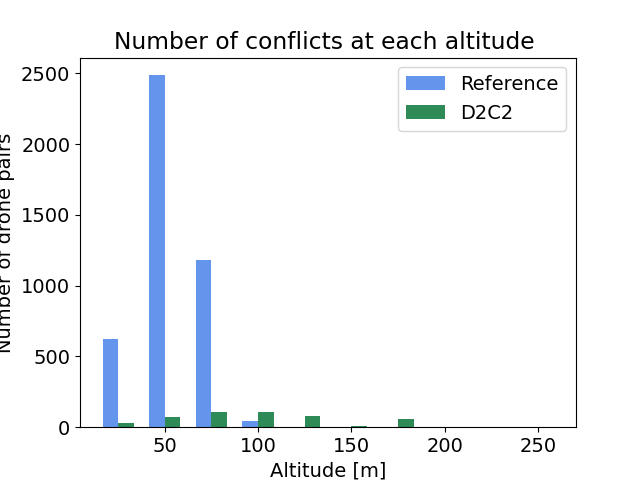 Number of conflicts at each altitude
Number of drone pairs
2500
2000
1500
1000
500
0
Reference
D2C2
50 100 150 200 250
Altitude [m]